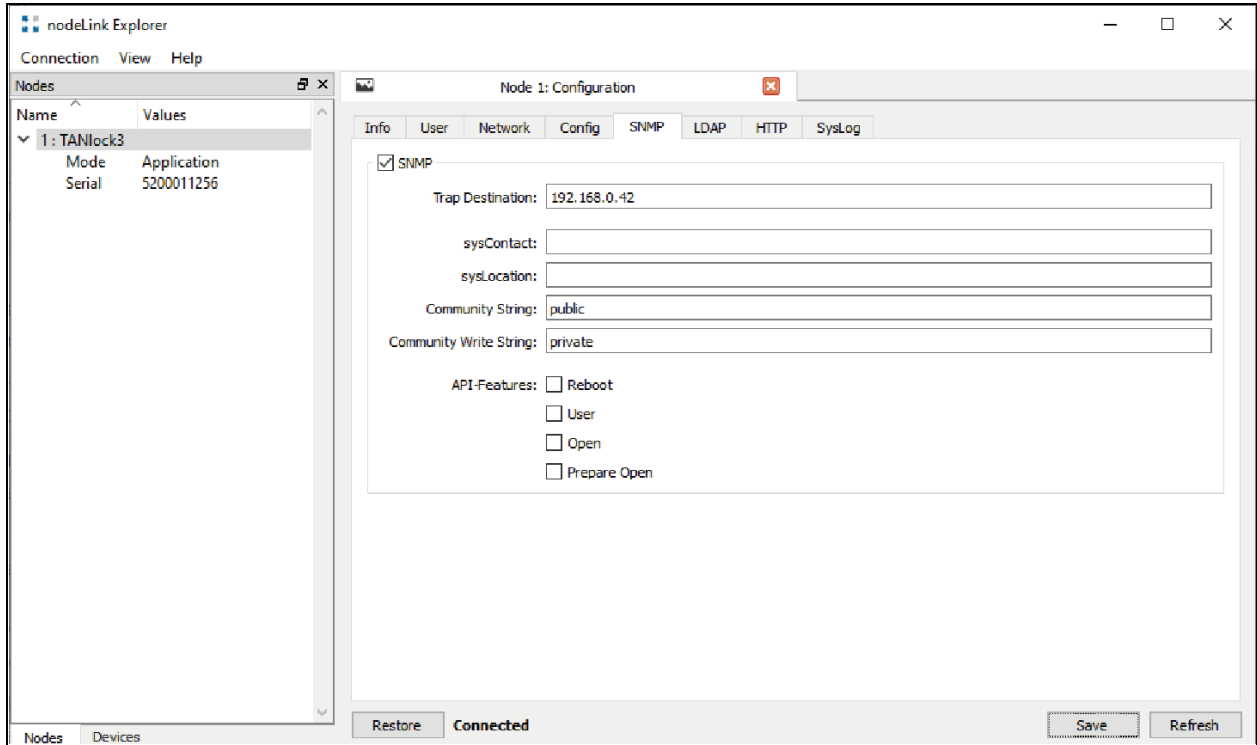 nodeLink Explorer
Connection View Help
Nodes
Name Values
1 : TANlock3
Mode Application
Serial 5200011256
Nodes Devices
Node 1: Configuration
Info User Network Config SNMP LDAP HTTP SysLog
SNMP
Trap Destination: 192.168.0.42
sysContact:
sysLocation:
Community String: public
Community Write String: private
API-Features: Reboot
User
Open
Prepare Open
Restore Connected Save Refresh